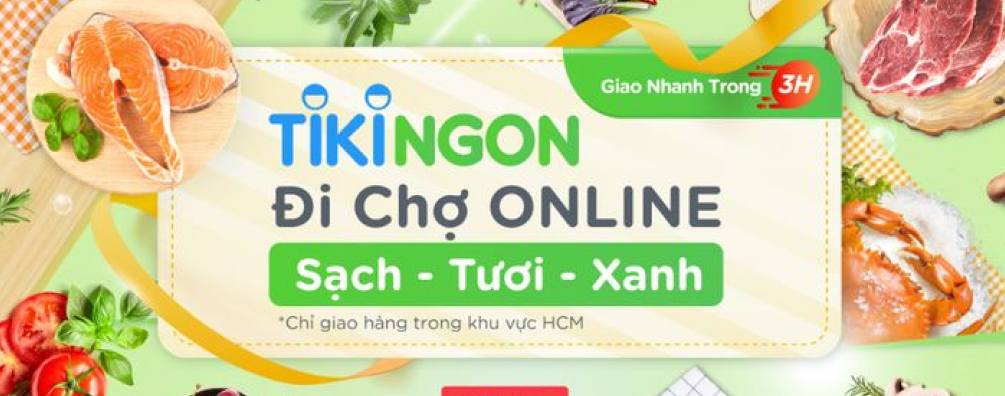 Giao Nhanh Trong 3H
TIKINGON
Đi Chợ ONLINE
Sạch - Tươi - Xanh
*Chỉ giao hàng trong khu vực HCM